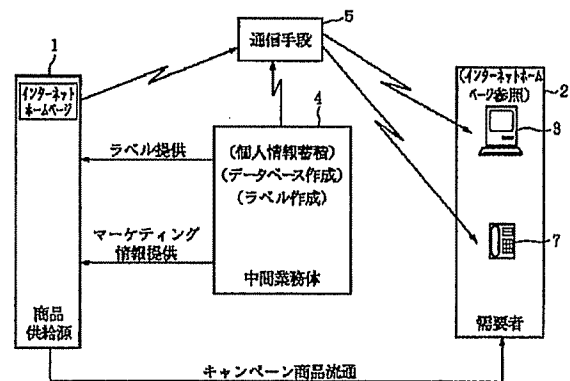 1
インターネット
ホームページ
商品
供給源
5
通信手段
ラベル提供
マーケティング
情報提供
4
(個人情報蓄積)
(データベース作成)
(ラベル作成)
中間業務体
(インターネットホーム
ページ参照)
2
3
7
需要者
キャンペーン商品流通